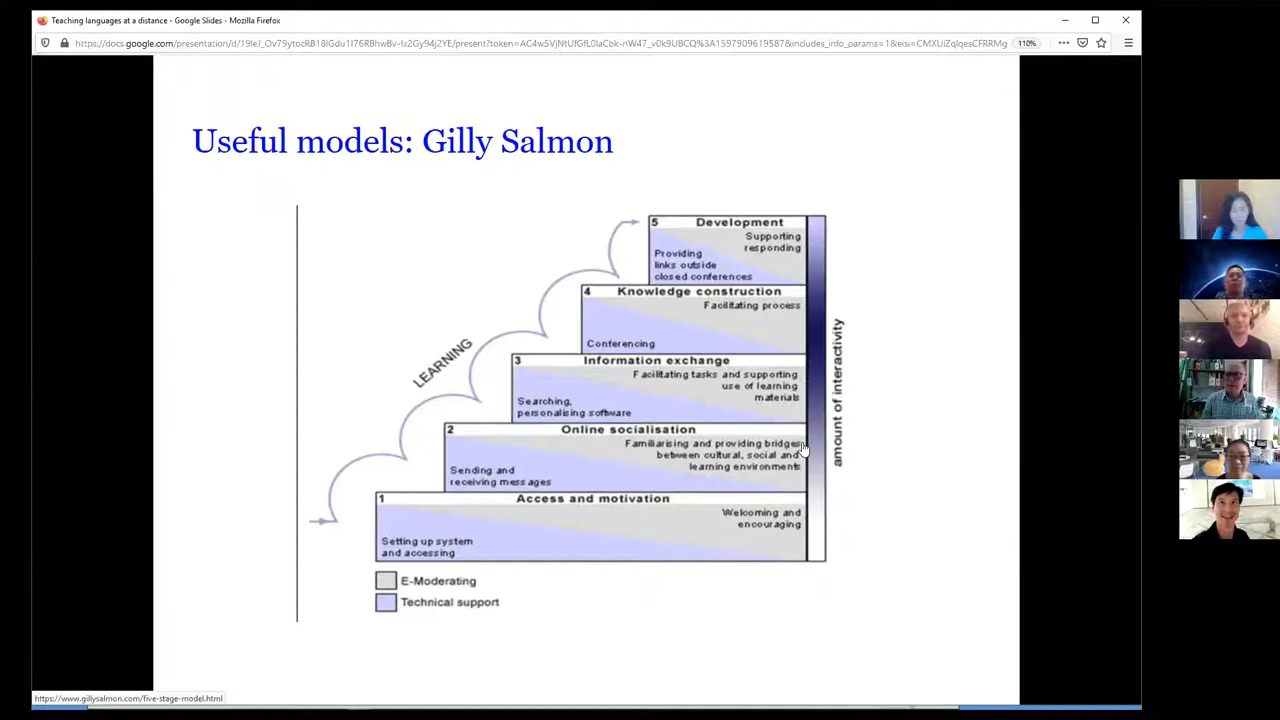 Teaching languages at a distance - Google Slides - Mozilla Firefox
110%
Useful models: Gilly Salmon
5 Development
Supporting
responding
Providing
links outside
closed conferences
4 Knowledge construction
Facilitating process
Conferencing
3 Information exchange
Facilitating tasks and supporting
use of learning
materials
Searching,
personalising software
2 Online socialisation
Familiarising and providing bridges
between cultural, social and
learning environments
Sending and
receiving messages
1 Access and motivation
Welcoming and
encouraging
Setting up system
and accessing
LEARNING
amount of interactivity
E-Moderating
Technical support
https://www.gillysalmon.com/five-stage-model.html